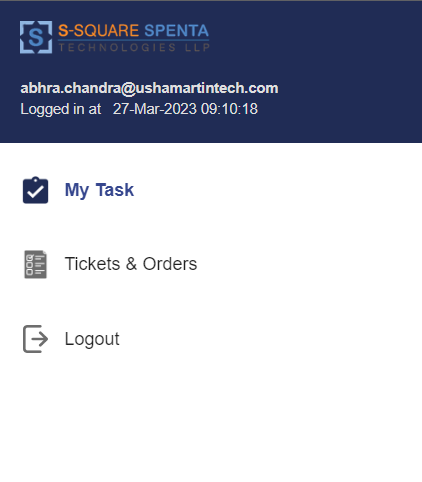 S-SQUARE SPENTA
TECHNOLOGIES LLP
abhra.chandra@ushamartintech.com
Logged in at 27-Mar-2023 09:10:18
My Task
Tickets & Orders
Logout